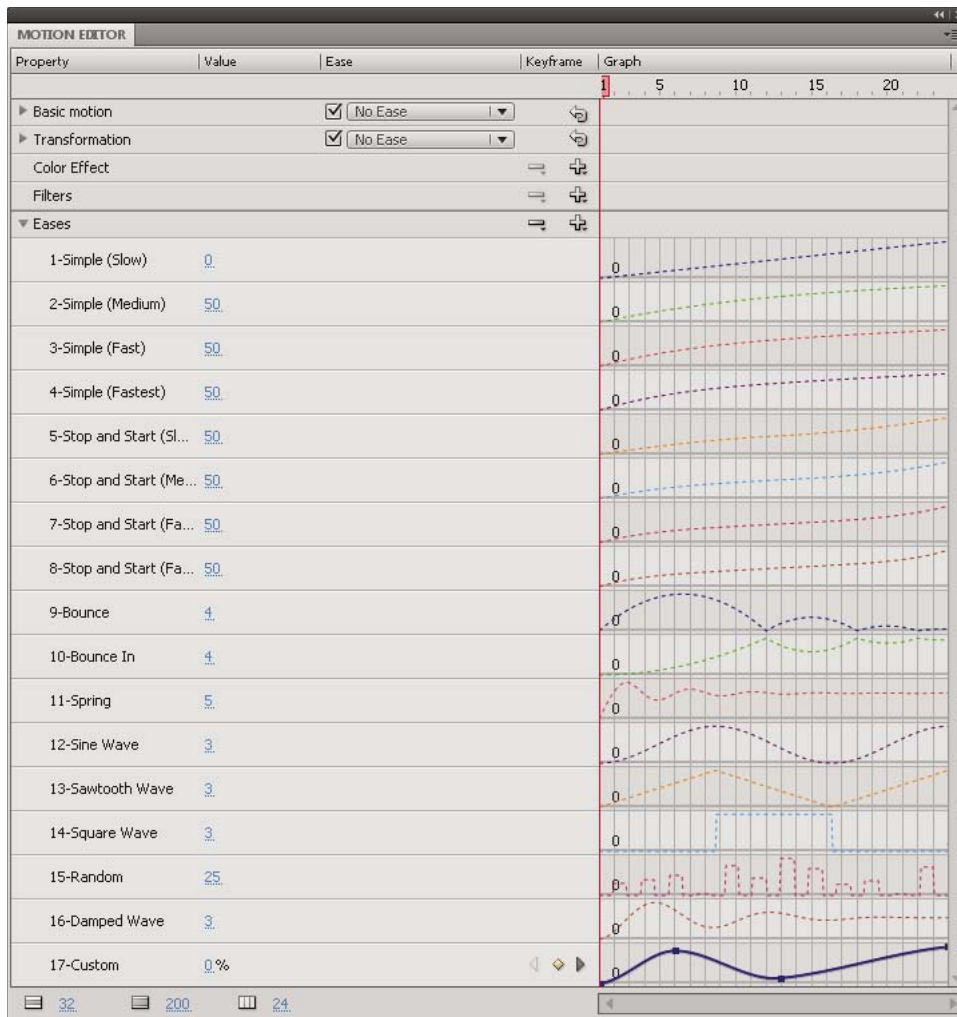 MOTION EDITOR
Property Value Ease Keyframe Graph
1 5 10 15 20
Basic motion No Ease
Transformation No Ease
Color Effect
Filters
Eases
1-Simple (Slow) 0 0
2-Simple (Medium) 50 0
3-Simple (Fast) 50 0
4-Simple (Fastest) 50 0
5-Stop and Start (Sl... 50 0
6-Stop and Start (Me... 50 0
7-Stop and Start (Fa... 50 0
8-Stop and Start (Fa... 50 0
9-Bounce 4 0
10-Bounce In 4 0
11-Spring 5 0
12-Sine Wave 3 0
13-Sawtooth Wave 3 0
14-Square Wave 3 0
15-Random 25 0
16-Damped Wave 3 0
17-Custom 0 % 0
32 200 24